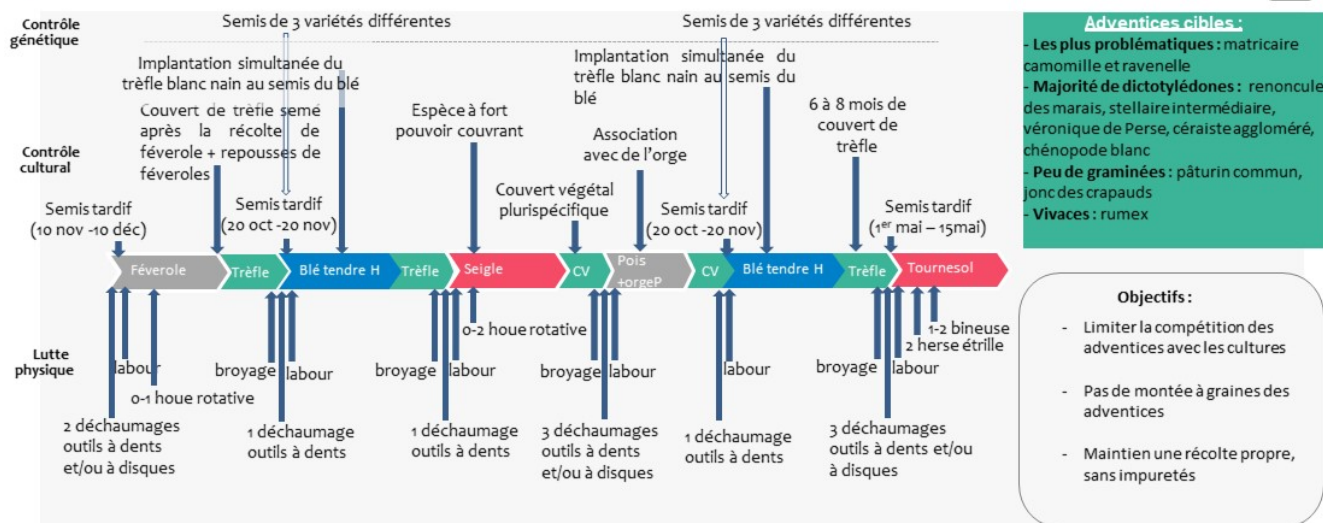 Contrôle
génétique
Semis de 3 variétés différentes
Semis de 3 variétés différentes
Implantation simultanée du
trèfle blanc nain au semis du
blé
Implantation simultanée du
trèfle blanc nain au semis du
blé
Contrôle
cultural
Couvert de trèfle semé
après la récolte de
féverole + repousses de
féveroles
Espèce à fort
pouvoir couvrant
Association
avec de l'orge
6 à 8 mois de
couvert de
trèfle
Couvert végétal
plurispécifique
Semis tardif
(10 nov -10 déc)
Semis tardif
(20 oct -20 nov)
Semis tardif
(20 oct -20 nov)
Semis tardif
(1er mai – 15mai)
Féverole
Trèfle
Blé tendre H
Trèfle
Seigle
CV
Pois
+orgeP
CV
Blé tendre H
Trèfle
Tournesol
Lutte
physique
labour
0-1 houe rotative
2 déchaumages
outils à dents
et/ou à disques
broyage
labour
1 déchaumage
outils à dents
broyage
labour
0-2 houe rotative
1 déchaumage
outils à dents
broyage
labour
3 déchaumages
outils à dents
et/ou à disques
labour
1 déchaumage
outils à dents
broyage
labour
2 herse étrille
1-2 bineuse
3 déchaumages
outils à dents et/ou
à disques
Adventices cibles :
- Les plus problématiques : matricaire
camomille et ravenelle
- Majorité de dictotylédones : renoncule
des marais, stellaire intermédiaire,
véronique de Perse, céraiste aggloméré,
chénopode blanc
- Peu de graminées : pâturin commun,
jonc des crapauds
- Vivaces : rumex
Objectifs :
- Limiter la compétition des
adventices avec les cultures
- Pas de montée à graines des
adventices
- Maintien une récolte propre,
sans impuretés